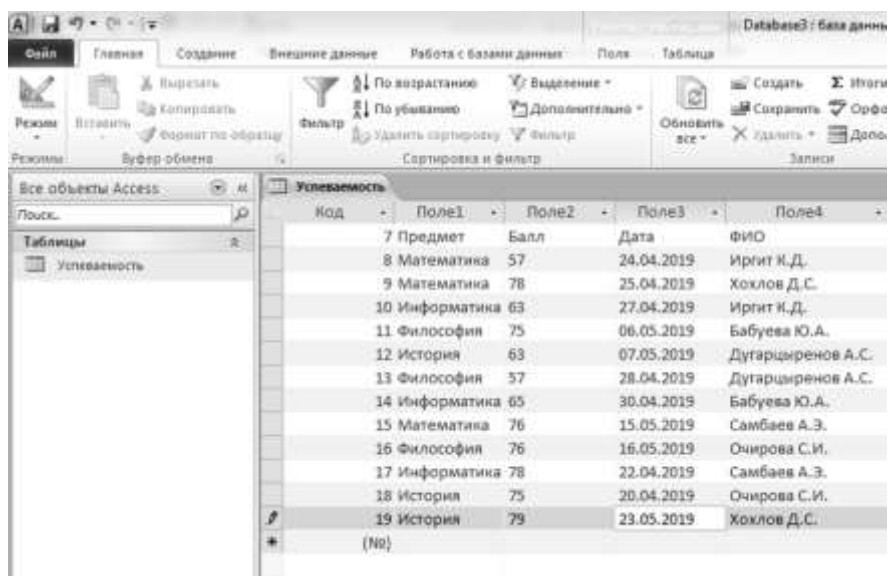 Database3 : база данны
Файл Главная Создание Внешние данные Работа с базами данных Поля Таблица
Режим
Вставить
Вырезать
Копировать
Формат по образцу
Фильтр
По возрастанию
По убыванию
Удалить сортировку
Выделение
Дополнительно
Фильтр
Обновить все
Создать
Сохранить
Удалить
Σ Итоги
Орфо
Допо
Режимы Буфер обмена Сортировка и фильтр Записи
Все объекты Access
Поиск...
Таблицы
Успеваемость
Успеваемость
Код Поле1 Поле2 Поле3 Поле4
7 Предмет Балл Дата ФИО
8 Математика 57 24.04.2019 Иргит К.Д.
9 Математика 78 25.04.2019 Хохлов Д.С.
10 Информатика 63 27.04.2019 Иргит К.Д.
11 Философия 75 06.05.2019 Бабуева Ю.А.
12 История 63 07.05.2019 Дугарцыренов А.С.
13 Философия 57 28.04.2019 Дугарцыренов А.С.
14 Информатика 65 30.04.2019 Бабуева Ю.А.
15 Математика 76 15.05.2019 Самбаев А.Э.
16 Философия 76 16.05.2019 Очирова С.И.
17 Информатика 78 22.04.2019 Самбаев А.Э.
18 История 75 20.04.2019 Очирова С.И.
19 История 79 23.05.2019 Хохлов Д.С.
(№)